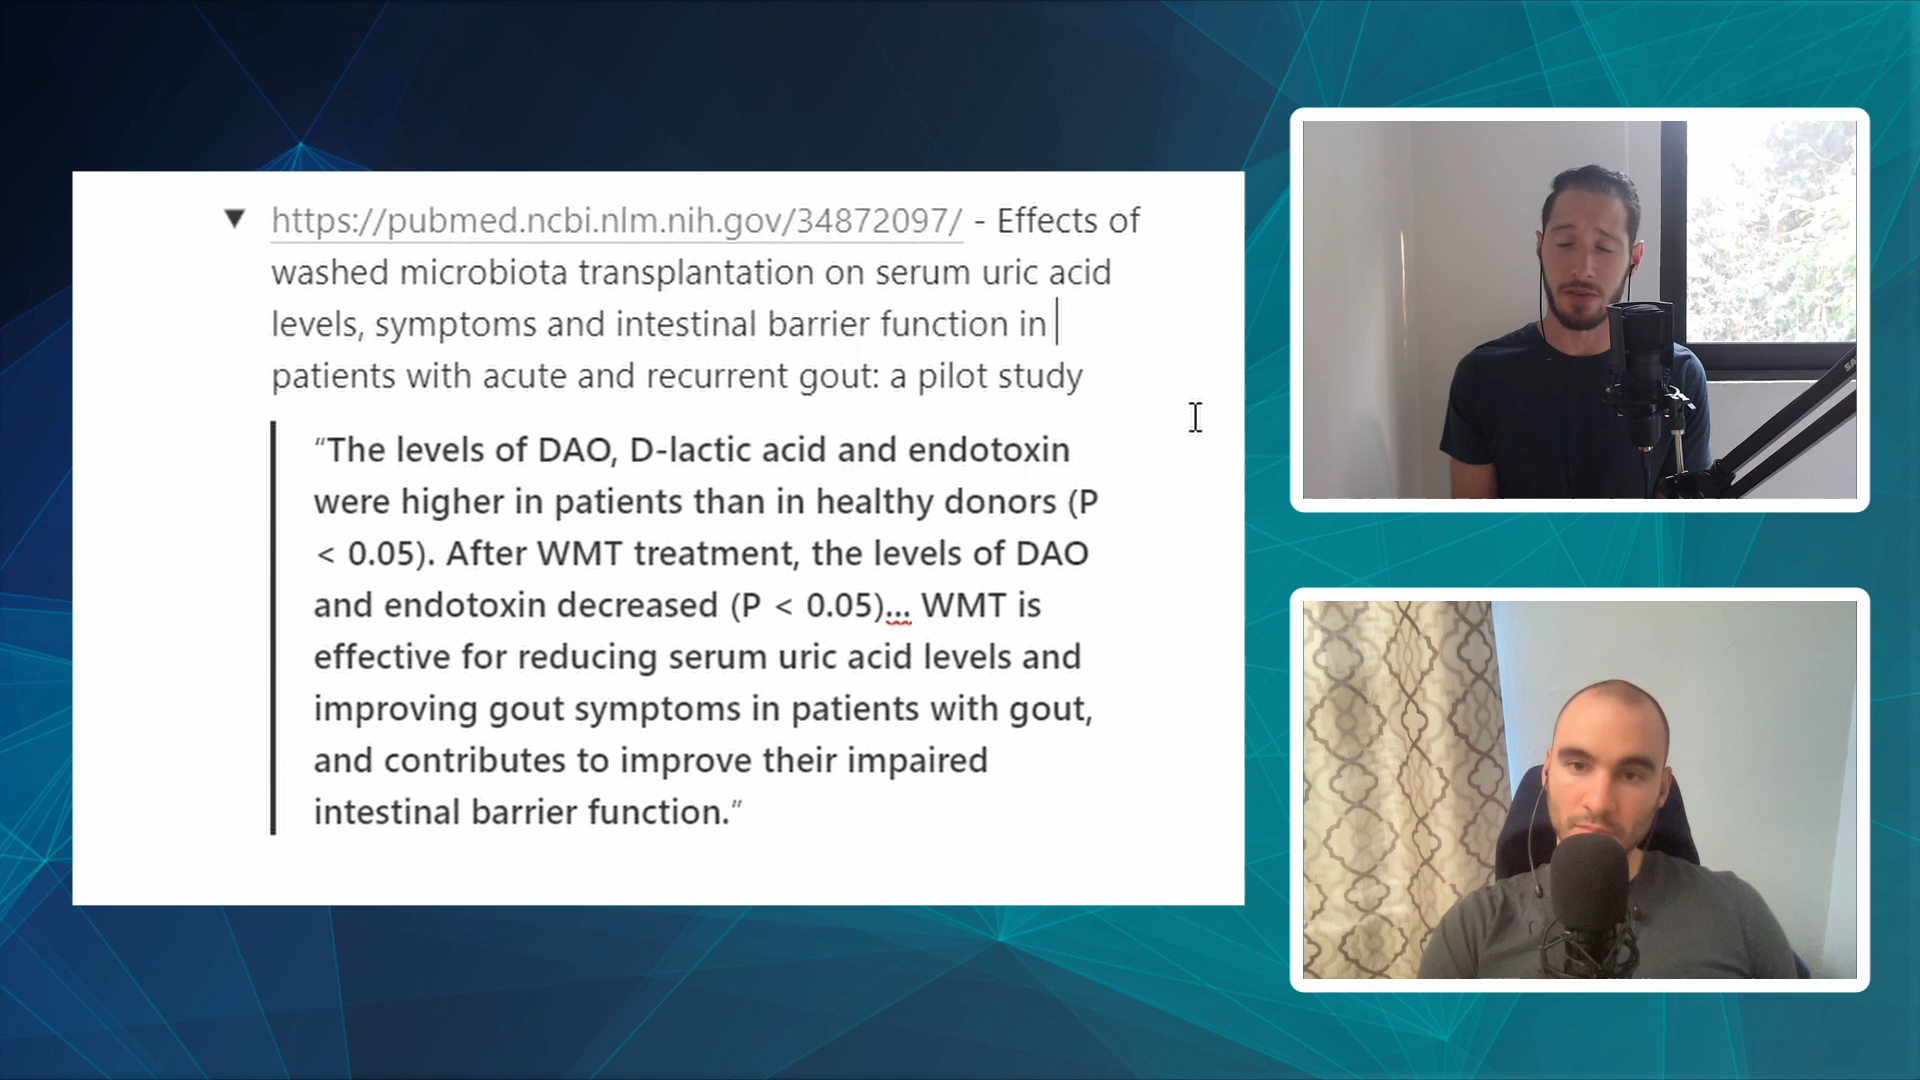 ▼ https://pubmed.ncbi.nlm.nih.gov/34872097/ - Effects of
washed microbiota transplantation on serum uric acid
levels, symptoms and intestinal barrier function in
patients with acute and recurrent gout: a pilot study
“The levels of DAO, D-lactic acid and endotoxin
were higher in patients than in healthy donors (P
< 0.05). After WMT treatment, the levels of DAO
and endotoxin decreased (P < 0.05)... WMT is
effective for reducing serum uric acid levels and
improving gout symptoms in patients with gout,
and contributes to improve their impaired
intestinal barrier function.”